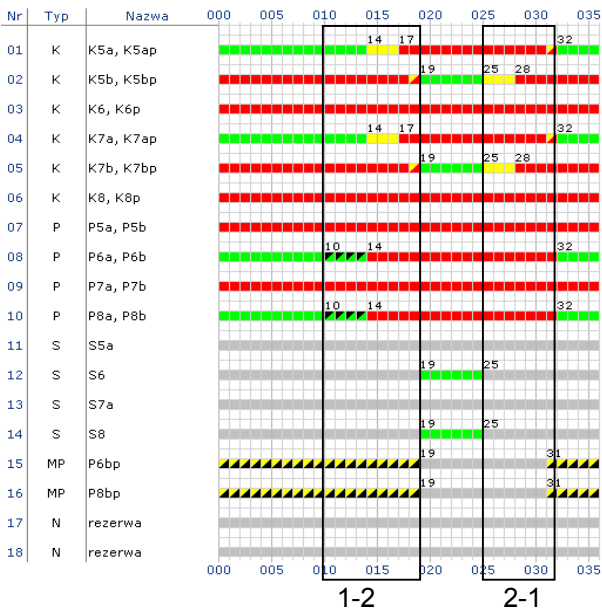 Nr Typ Nazwa 000 005 010 015 020 025 030 035
14 17 32
01 K K5a, K5ap
19 25 28
02 K K5b, K5bp
03 K K6, K6p
14 17 32
04 K K7a, K7ap
19 25 28
05 K K7b, K7bp
06 K K8, K8p
07 P P5a, P5b
10 14 32
08 P P6a, P6b
09 P P7a, P7b
10 14 32
10 P P8a, P8b
11 S S5a
19 25
12 S S6
13 S S7a
19 25
14 S S8
19 31
15 MP P6bp
19 31
16 MP P8bp
17 N rezerwa
18 N rezerwa
000 005 010 015 020 025 030 035
1-2 2-1